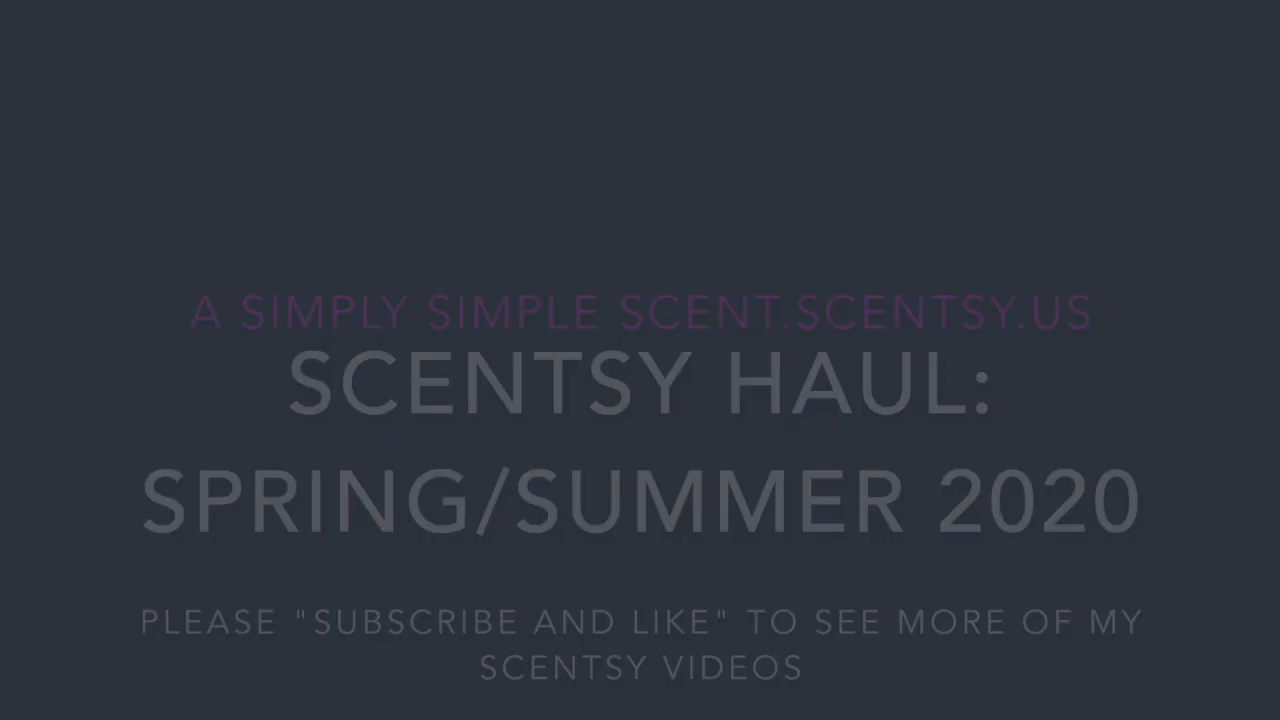 A SIMPLY SIMPLE SCENT.SCENTSY.US
SCENTSY HAUL:
SPRING/SUMMER 2020
PLEASE "SUBSCRIBE AND LIKE" TO SEE MORE OF MY
SCENTSY VIDEOS